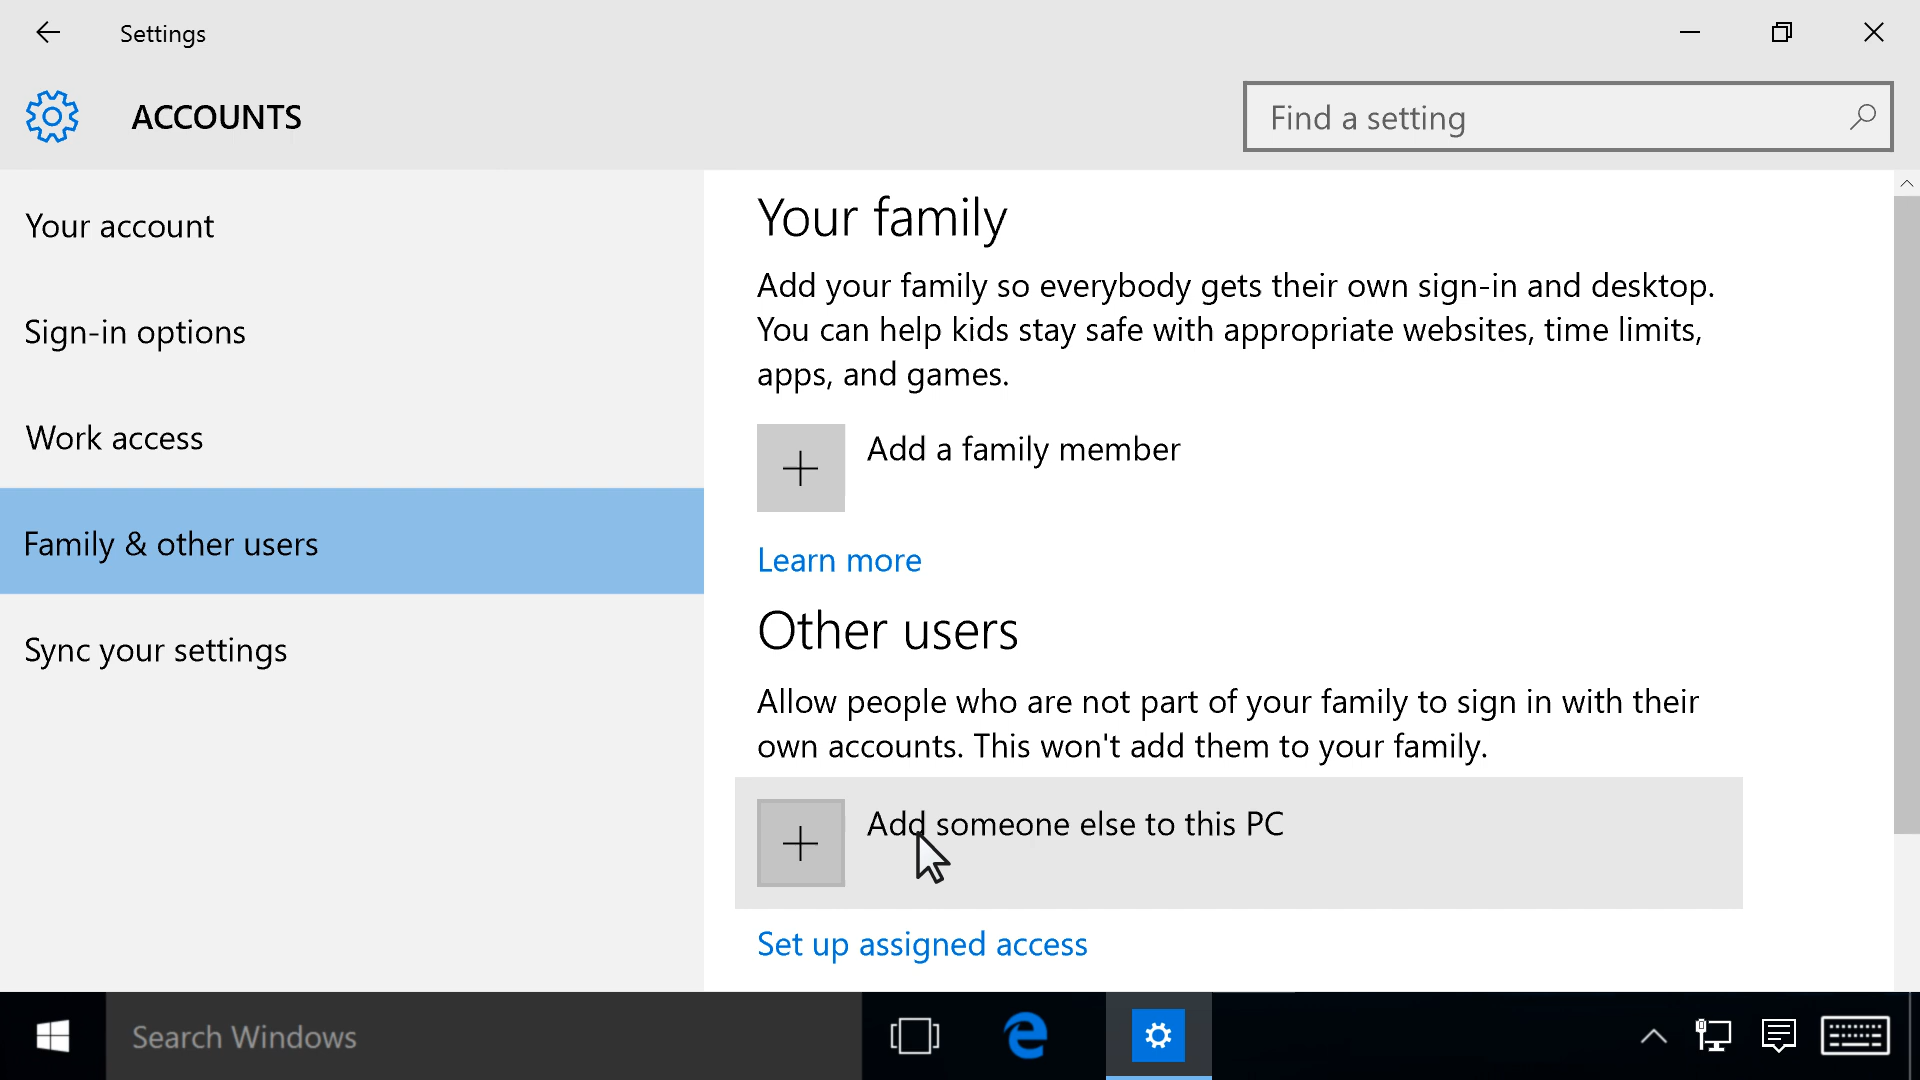 Settings
ACCOUNTS
Find a setting
Your account
Sign-in options
Work access
Family & other users
Sync your settings
Your family
Add your family so everybody gets their own sign-in and desktop.
You can help kids stay safe with appropriate websites, time limits,
apps, and games.
Add a family member
Learn more
Other users
Allow people who are not part of your family to sign in with their
own accounts. This won't add them to your family.
Add someone else to this PC
Set up assigned access
Search Windows